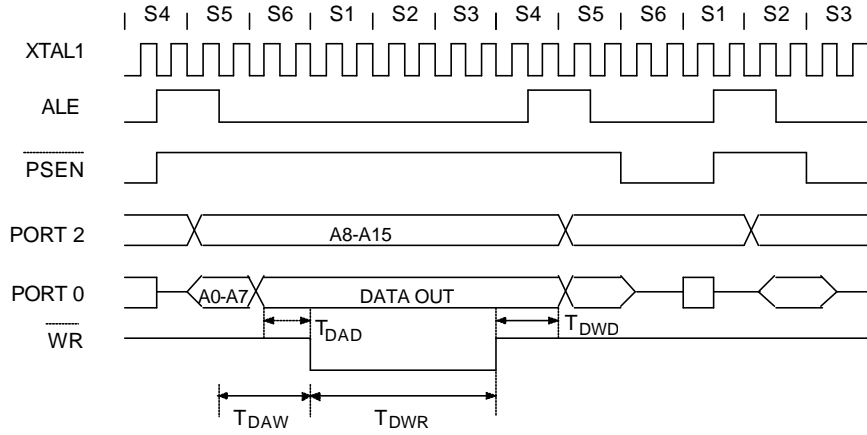 S4 S5 S6 S1 S2 S3 S4 S5 S6 S1 S2 S3
XTAL1
ALE
PSEN
PORT 2
A8-A15
PORT 0
A0-A7
DATA OUT
TDAD
TDWD
WR
TDAW
TDWR